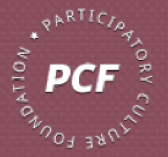 ★ PARTICIPATORY CULTURE FOUNDATION
PCF